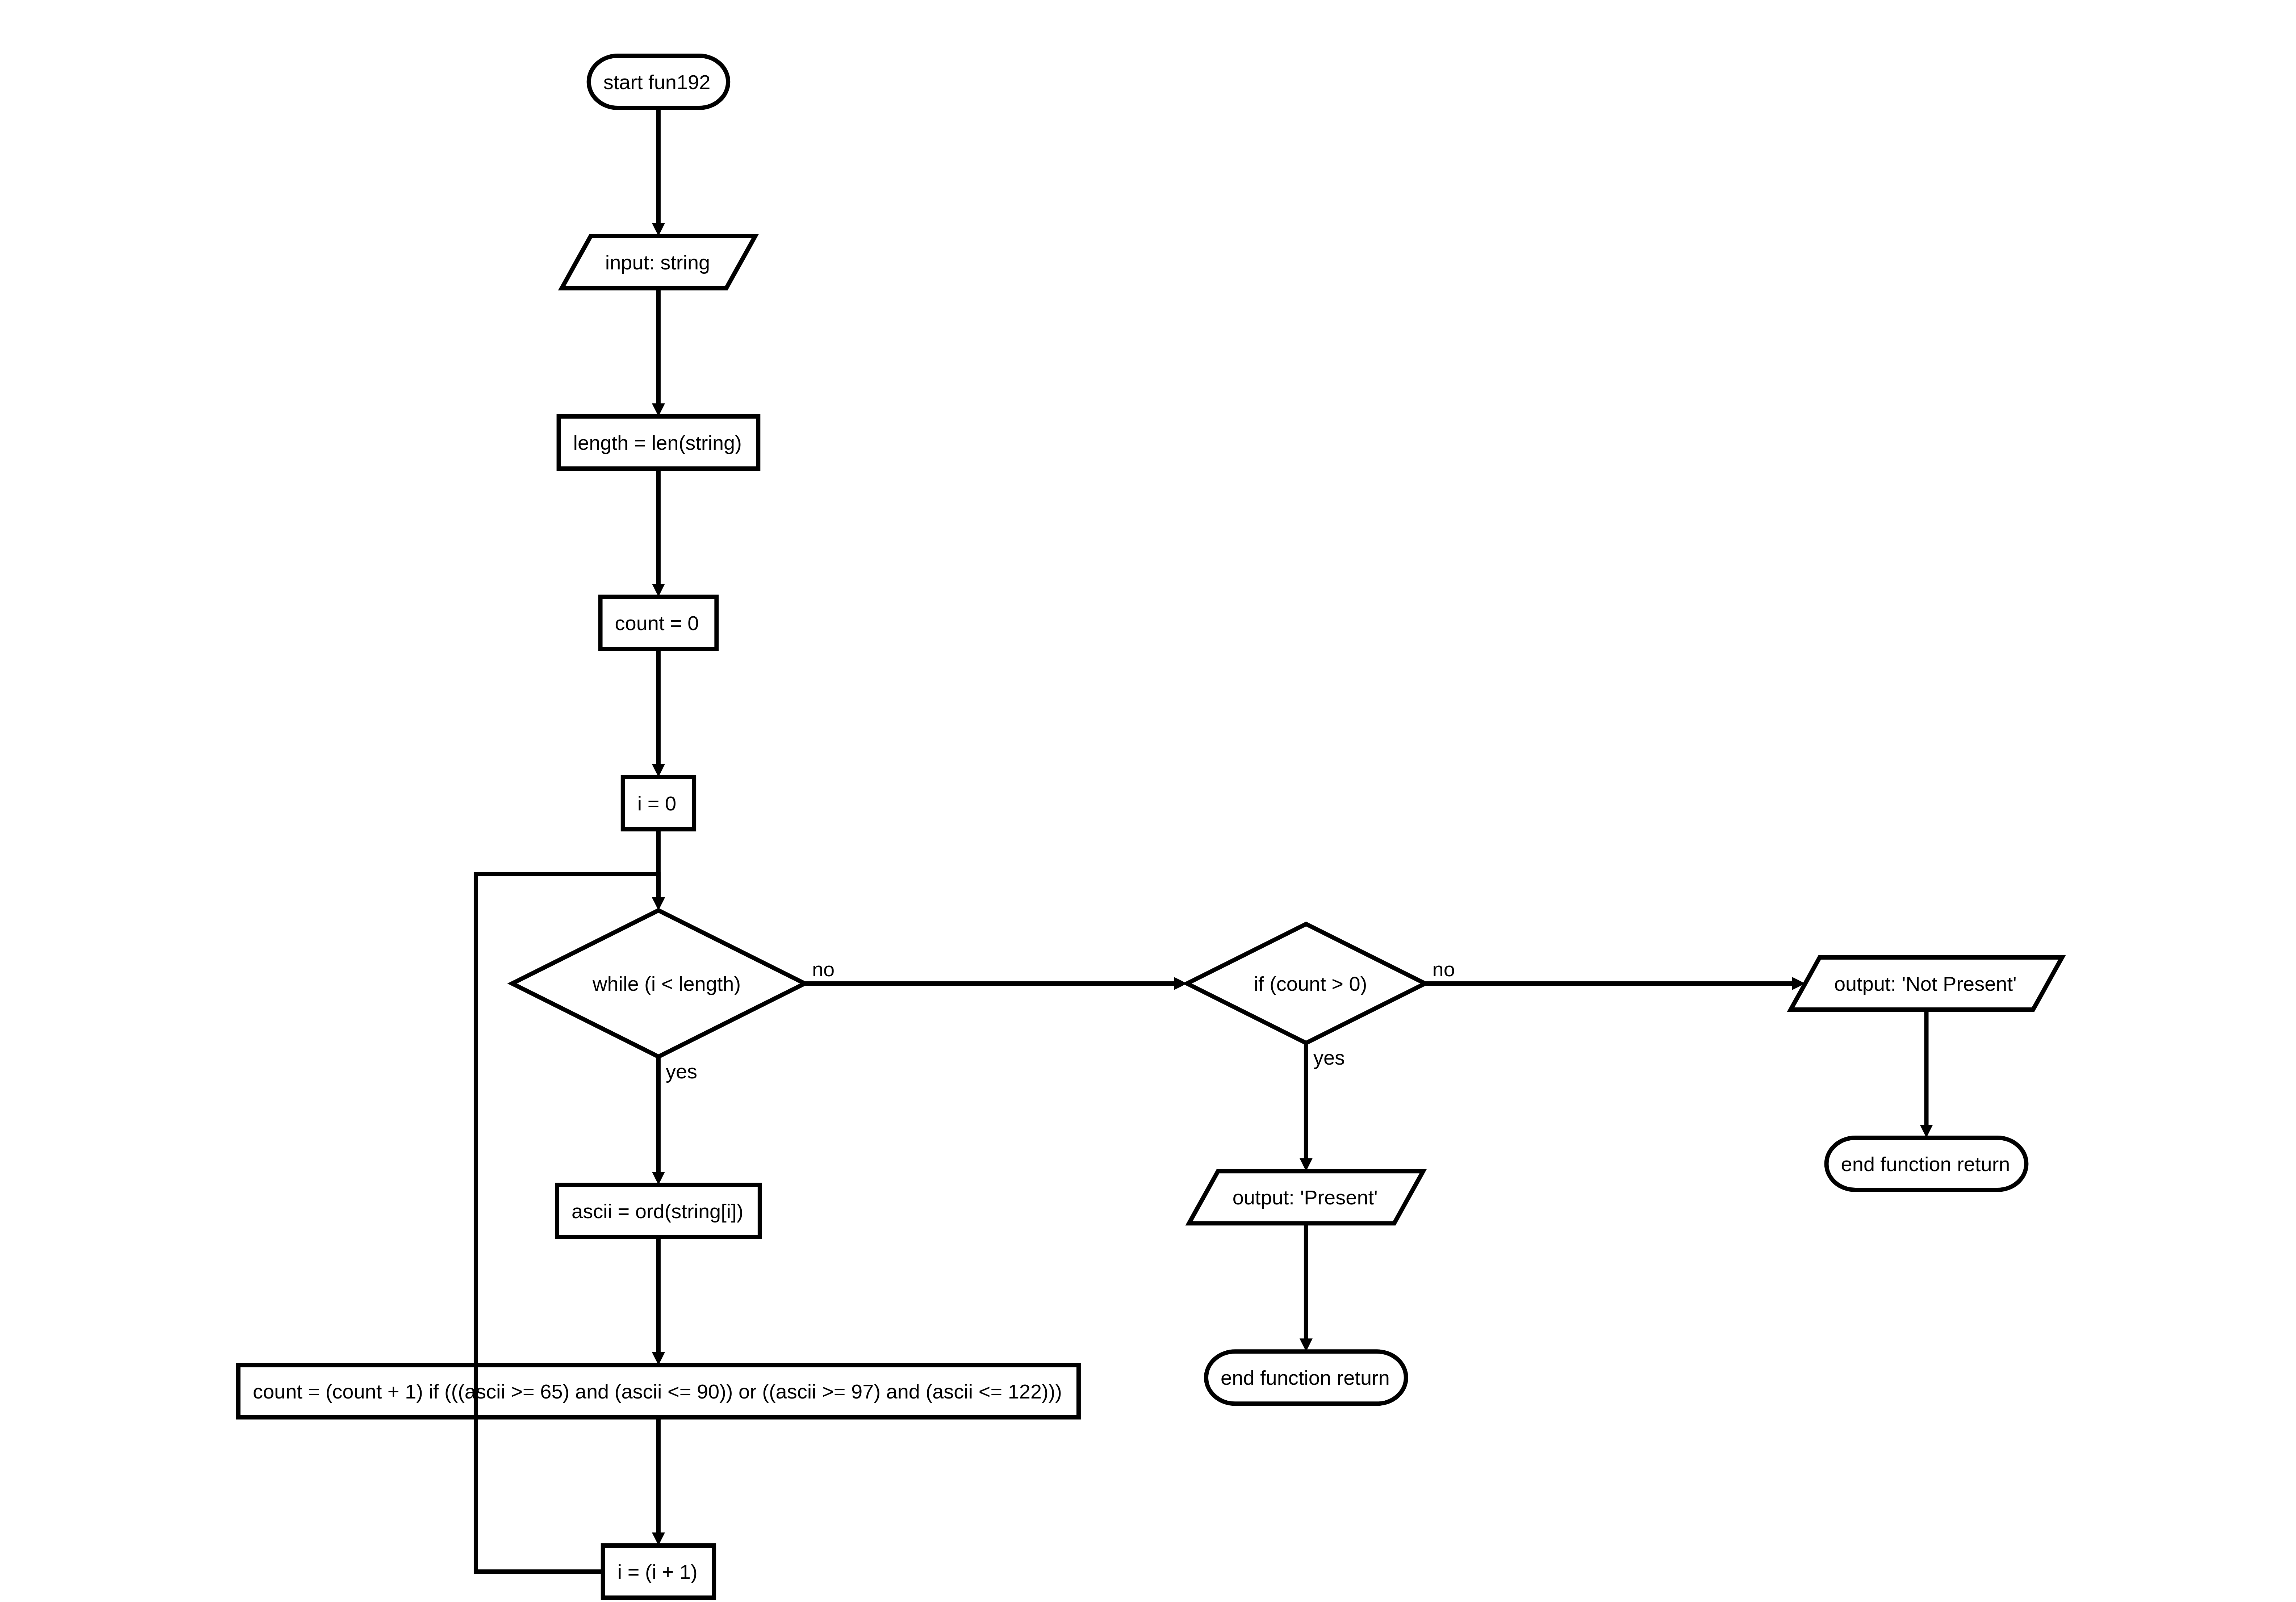 start fun192
input: string
length = len(string)
count = 0
i = 0
while (i < length)
no
if (count > 0)
no
output: 'Not Present'
yes
yes
end function return
output: 'Present'
ascii = ord(string[i])
end function return
count = (count + 1) if (((ascii >= 65) and (ascii <= 90)) or ((ascii >= 97) and (ascii <= 122)))
i = (i + 1)